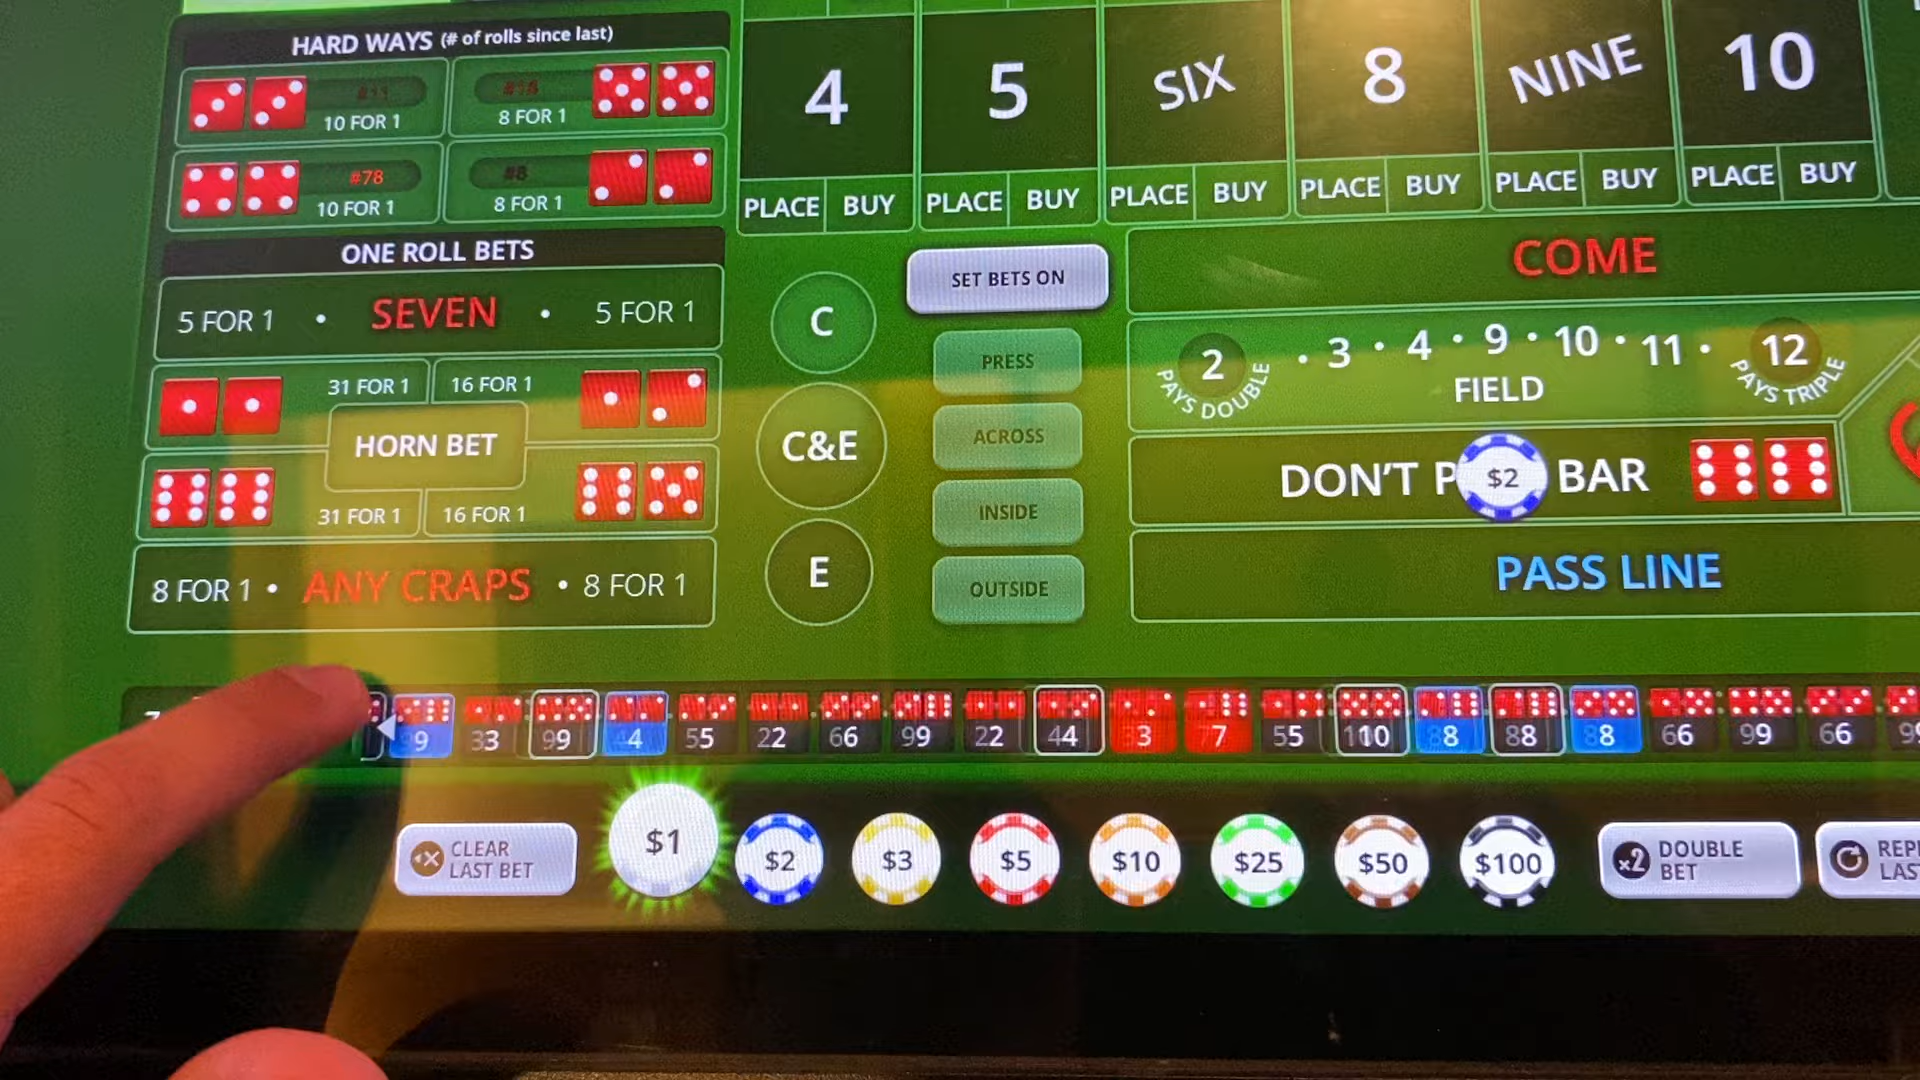 HARD WAYS (# of rolls since last)
#11
10 FOR 1
8 FOR 1
#78
10 FOR 1
#8
8 FOR 1
ONE ROLL BETS
5 FOR 1 • SEVEN • 5 FOR 1
31 FOR 1
16 FOR 1
HORN BET
31 FOR 1
16 FOR 1
8 FOR 1 • ANY CRAPS • 8 FOR 1
4
5
SIX
8
NINE
10
PLACE BUY
PLACE BUY
PLACE BUY
PLACE BUY
PLACE BUY
PLACE BUY
C
C&E
E
SET BETS ON
PRESS
ACROSS
INSIDE
OUTSIDE
COME
2 • 3 • 4 • 9 • 10 • 11 • 12
PAYS DOUBLE
FIELD
PAYS TRIPLE
DON'T P
$2
BAR
PASS LINE
9 33 99 4 55 22 66 99 22 44 3 7 55 110 8 88 8 66 99 66
CLEAR
LAST BET
$1
$2
$3
$5
$10
$25
$50
$100
x2
DOUBLE
BET